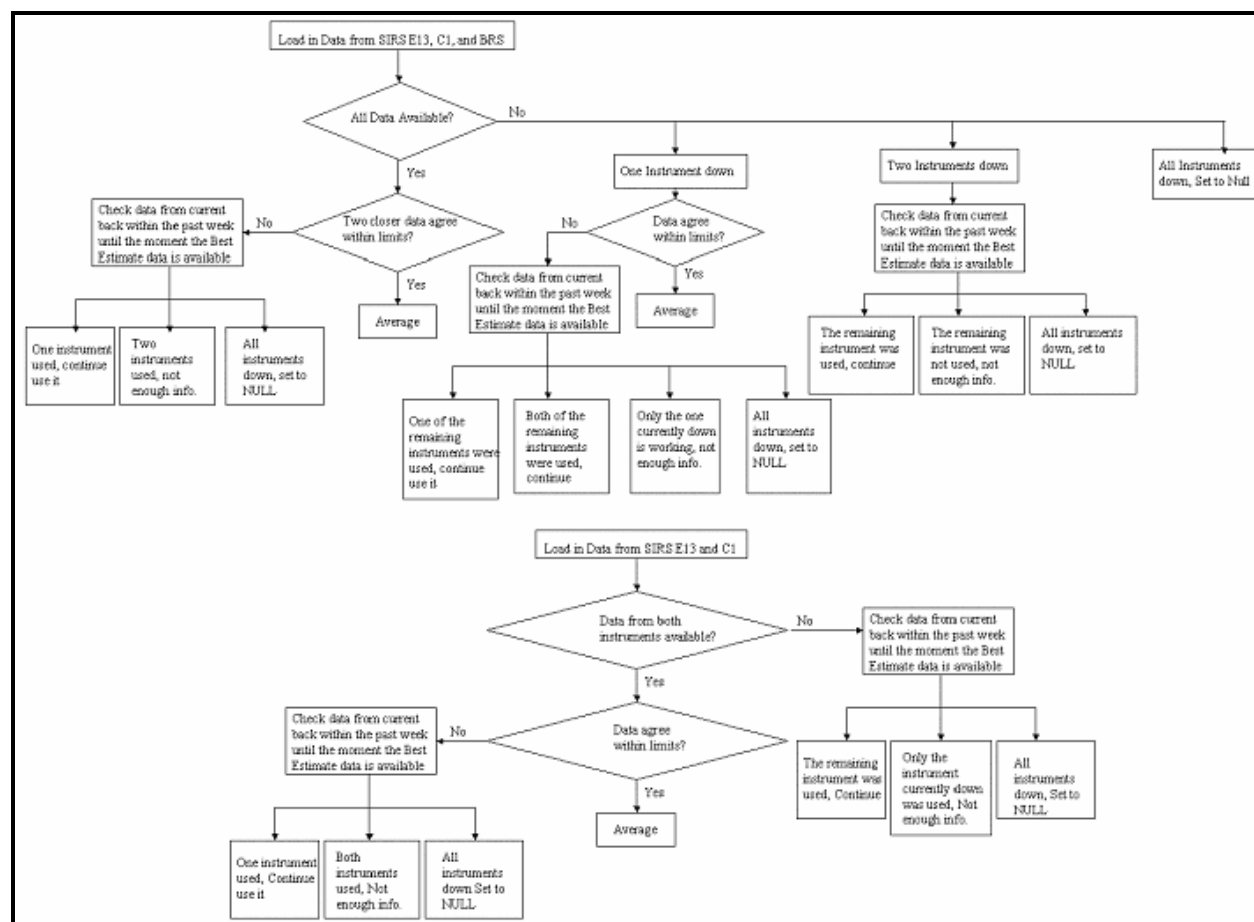 Load in Data from SIRS E13, C1, and BRS
All Data Available?
No
Yes
One Instrument down
Two Instruments down
All Instruments
down, Set to Null
Check data from current
back within the past week
until the moment the Best
Estimate data is available
No
Two closer data agree
within limits?
Yes
Average
One instrument
used, continue
use it
Two
instruments
used, not
enough info.
All
instruments
down, set to
NULL
No
Data agree
within limits?
Yes
Average
Check data from current
back within the past week
until the moment the Best
Estimate data is available
One of the
remaining
instruments were
used, continue
use it
Both of the
remaining
instruments
were used,
continue
Only the one
currently down
is working, not
enough info.
All
instruments
down, set to
NULL
Check data from current
back within the past week
until the moment the Best
Estimate data is available
The remaining
instrument was
used, continue
The remaining
instrument was
not used, not
enough info.
All instruments
down, set to
NULL
Load in Data from SIRS E13 and C1
Data from both
instruments available?
No
Check data from current
back within the past week
until the moment the Best
Estimate data is available
Yes
Data agree
within limits?
No
Check data from current
back within the past week
until the moment the Best
Estimate data is available
Yes
Average
The remaining
instrument was
used, Continue
Only the
instrument
currently down
was used, Not
enough info.
All
instruments
down, Set to
NULL
One instrument
used, Continue
use it
Both
instruments
used, Not
enough info.
All
instruments
down Set to
NULL